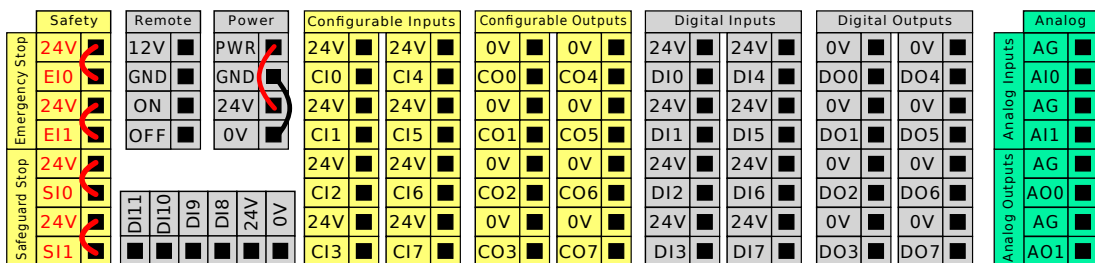 Safety
Emergency Stop
24V
EI0
24V
EI1
Safeguard Stop
24V
SI0
24V
SI1
Remote
12V
GND
ON
OFF
Power
PWR
GND
24V
0V
DI11 DI10 DI9 DI8 24V 0V
Configurable Inputs
24V 24V
CI0 CI4
24V 24V
CI1 CI5
24V 24V
CI2 CI6
24V 24V
CI3 CI7
Configurable Outputs
0V 0V
CO0 CO4
0V 0V
CO1 CO5
0V 0V
CO2 CO6
0V 0V
CO3 CO7
Digital Inputs
24V 24V
DI0 DI4
24V 24V
DI1 DI5
24V 24V
DI2 DI6
24V 24V
DI3 DI7
Digital Outputs
0V 0V
DO0 DO4
0V 0V
DO1 DO5
0V 0V
DO2 DO6
0V 0V
DO3 DO7
Analog
Analog Inputs
AG
AI0
AG
AI1
Analog Outputs
AG
AO0
AG
AO1